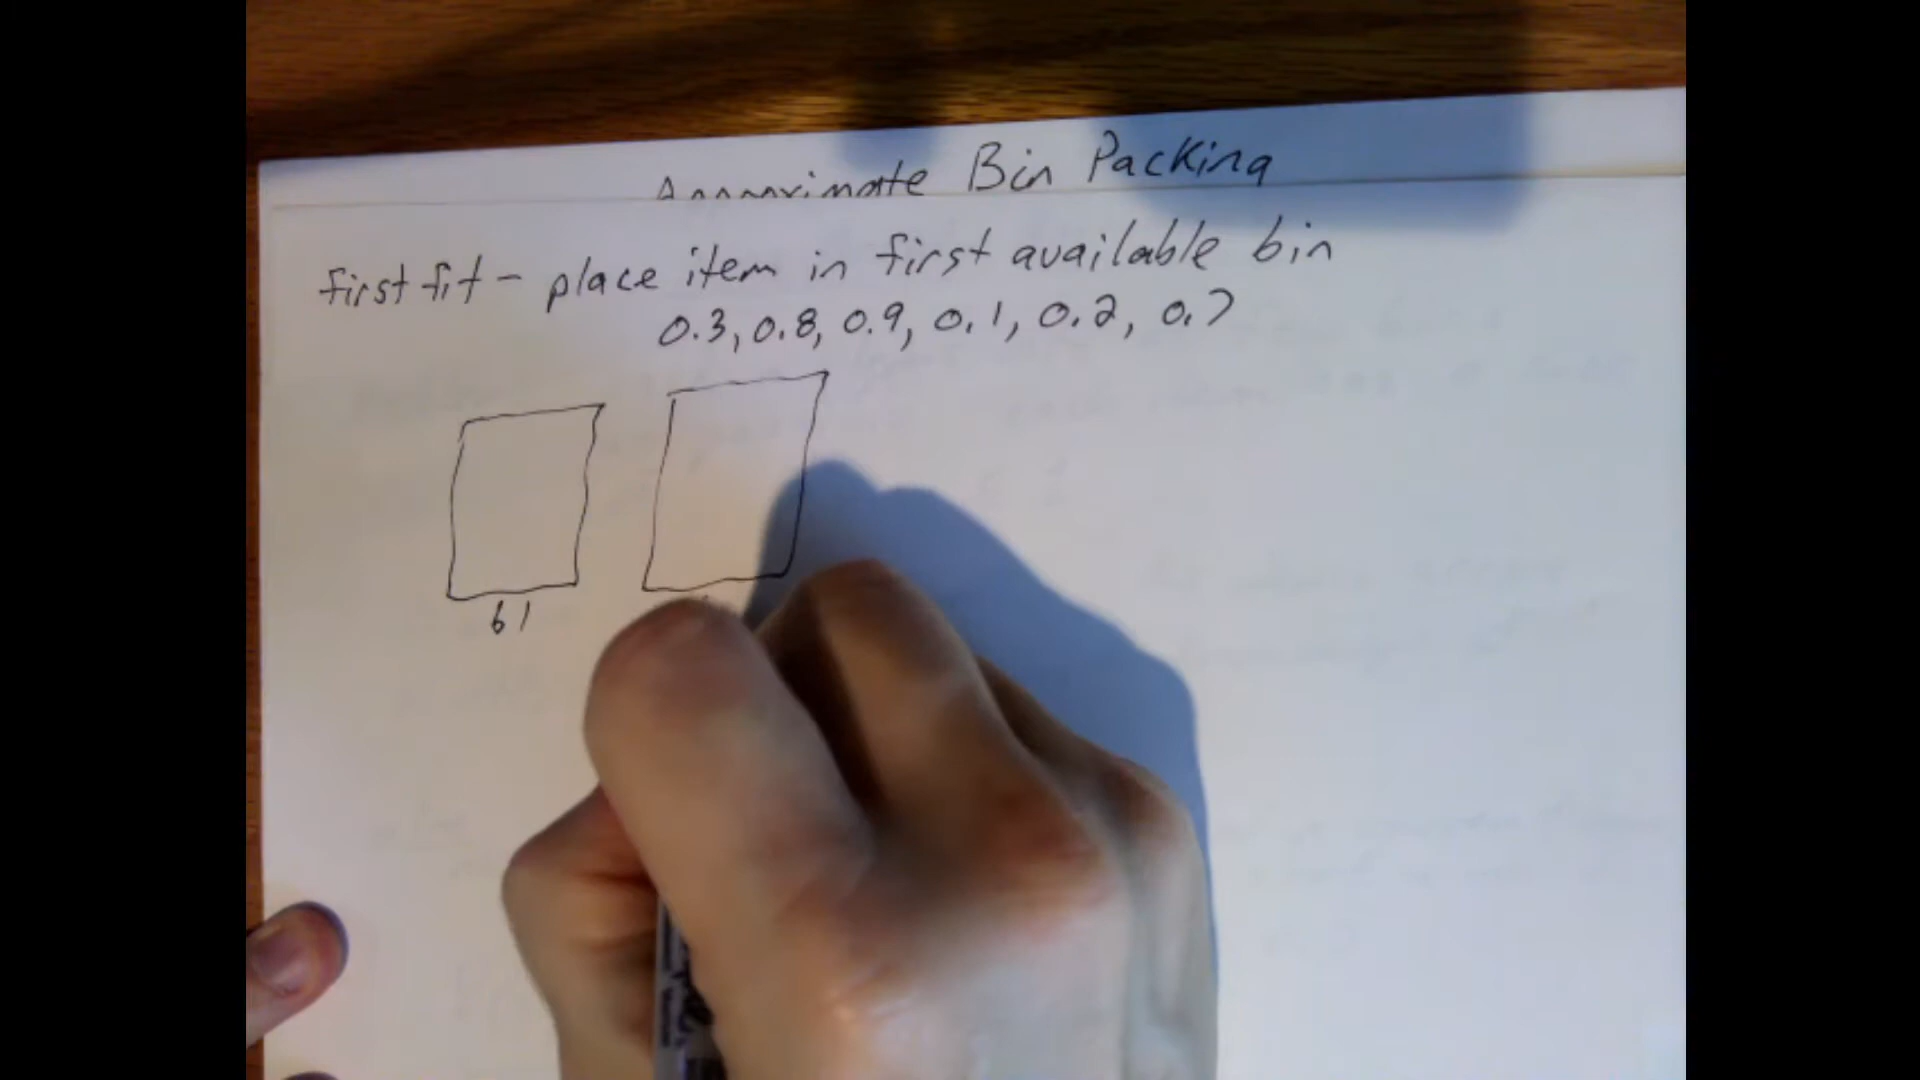 Approximate Bin Packing
first fit - place item in first available bin
0.3, 0.8, 0.9, 0.1, 0.2, 0.7
b1